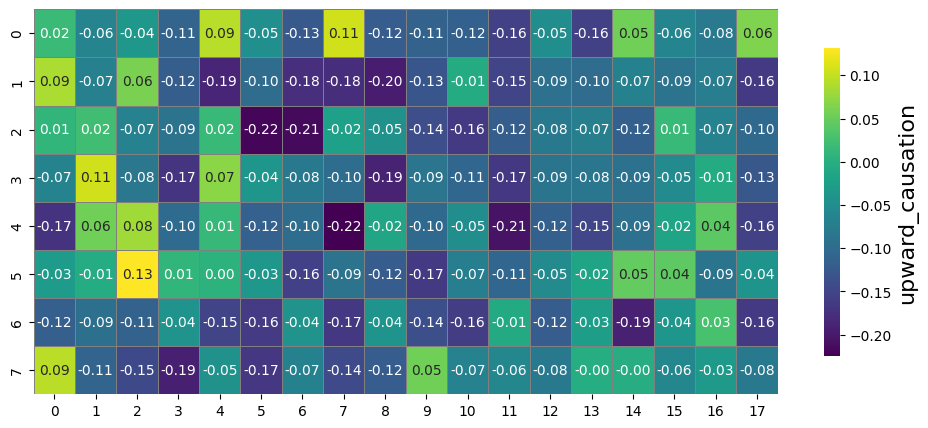 0 0.02 -0.06 -0.04 -0.11 0.09 -0.05 -0.13 0.11 -0.12 -0.11 -0.12 -0.16 -0.05 -0.16 0.05 -0.06 -0.08 0.06
1 0.09 -0.07 0.06 -0.12 -0.19 -0.10 -0.18 -0.18 -0.20 -0.13 -0.01 -0.15 -0.09 -0.10 -0.07 -0.09 -0.07 -0.16
2 0.01 0.02 -0.07 -0.09 0.02 -0.22 -0.21 -0.02 -0.05 -0.14 -0.16 -0.12 -0.08 -0.07 -0.12 0.01 -0.07 -0.10
3 -0.07 0.11 -0.08 -0.17 0.07 -0.04 -0.08 -0.10 -0.19 -0.09 -0.11 -0.17 -0.09 -0.08 -0.09 -0.05 -0.01 -0.13
4 -0.17 0.06 0.08 -0.10 0.01 -0.12 -0.10 -0.22 -0.02 -0.10 -0.05 -0.21 -0.12 -0.15 -0.09 -0.02 0.04 -0.16
5 -0.03 -0.01 0.13 0.01 0.00 -0.03 -0.16 -0.09 -0.12 -0.17 -0.07 -0.11 -0.05 -0.02 0.05 0.04 -0.09 -0.04
6 -0.12 -0.09 -0.11 -0.04 -0.15 -0.16 -0.04 -0.17 -0.04 -0.14 -0.16 -0.01 -0.12 -0.03 -0.19 -0.04 0.03 -0.16
7 0.09 -0.11 -0.15 -0.19 -0.05 -0.17 -0.07 -0.14 -0.12 0.05 -0.07 -0.06 -0.08 -0.00 -0.00 -0.06 -0.03 -0.08
0 1 2 3 4 5 6 7 8 9 10 11 12 13 14 15 16 17
0.10
0.05
0.00
−0.05
−0.10
−0.15
−0.20
upward_causation